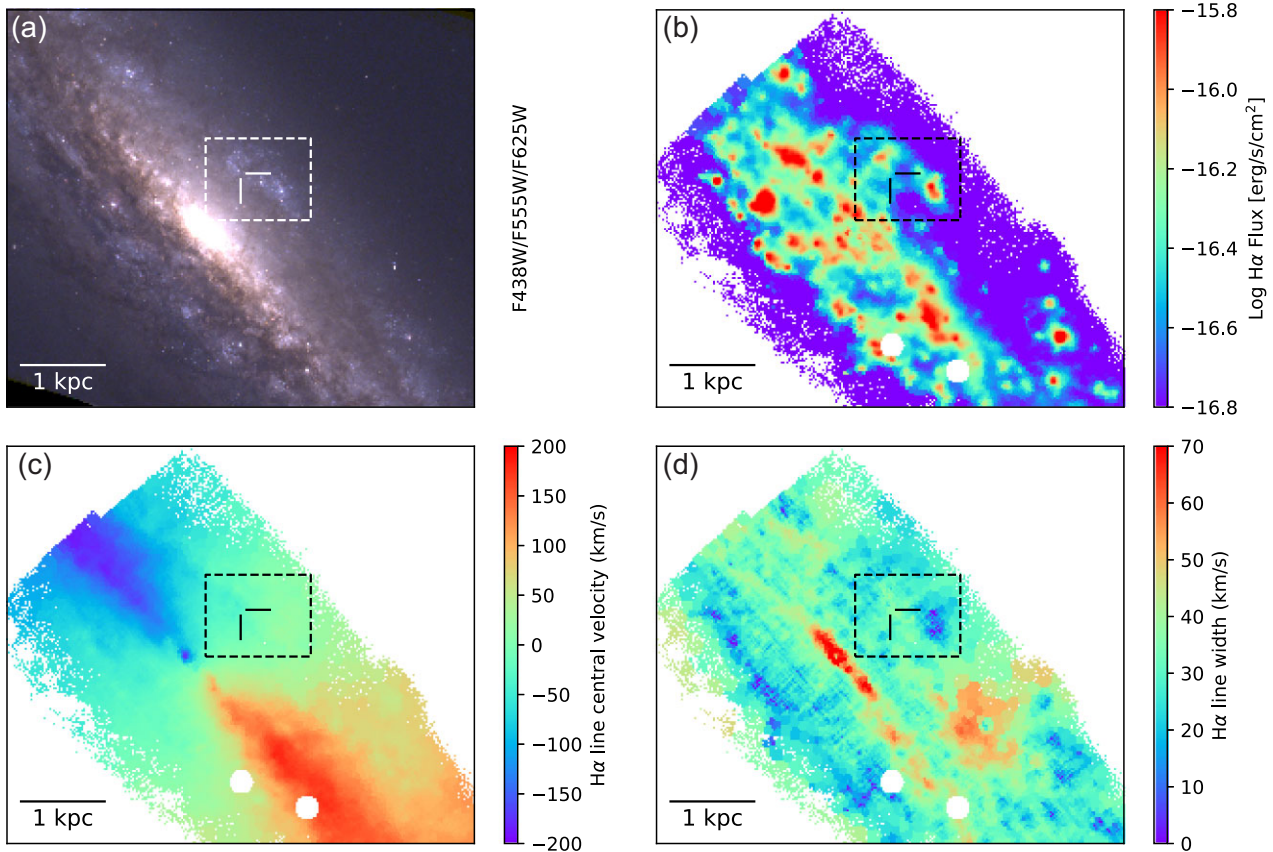 (a)
1 kpc
F438W/F555W/F625W
(b)
1 kpc
−15.8
−16.0
−16.2
−16.4
−16.6
−16.8
Log Hα Flux [erg/s/cm²]
(c)
1 kpc
200
150
100
50
0
−50
−100
−150
−200
Hα line central velocity (km/s)
(d)
1 kpc
70
60
50
40
30
20
10
0
Hα line width (km/s)